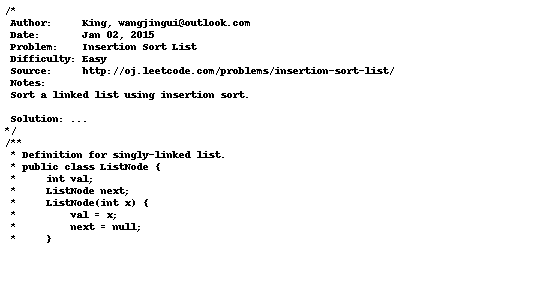 /*
 Author:     King, wangjingui@outlook.com
 Date:       Jan 02, 2015
 Problem:    Insertion Sort List
 Difficulty: Easy
 Source:     http://oj.leetcode.com/problems/insertion-sort-list/
 Notes:
 Sort a linked list using insertion sort.

 Solution: ...
*/
/**
 * Definition for singly-linked list.
 * public class ListNode {
 *     int val;
 *     ListNode next;
 *     ListNode(int x) {
 *         val = x;
 *         next = null;
 *     }